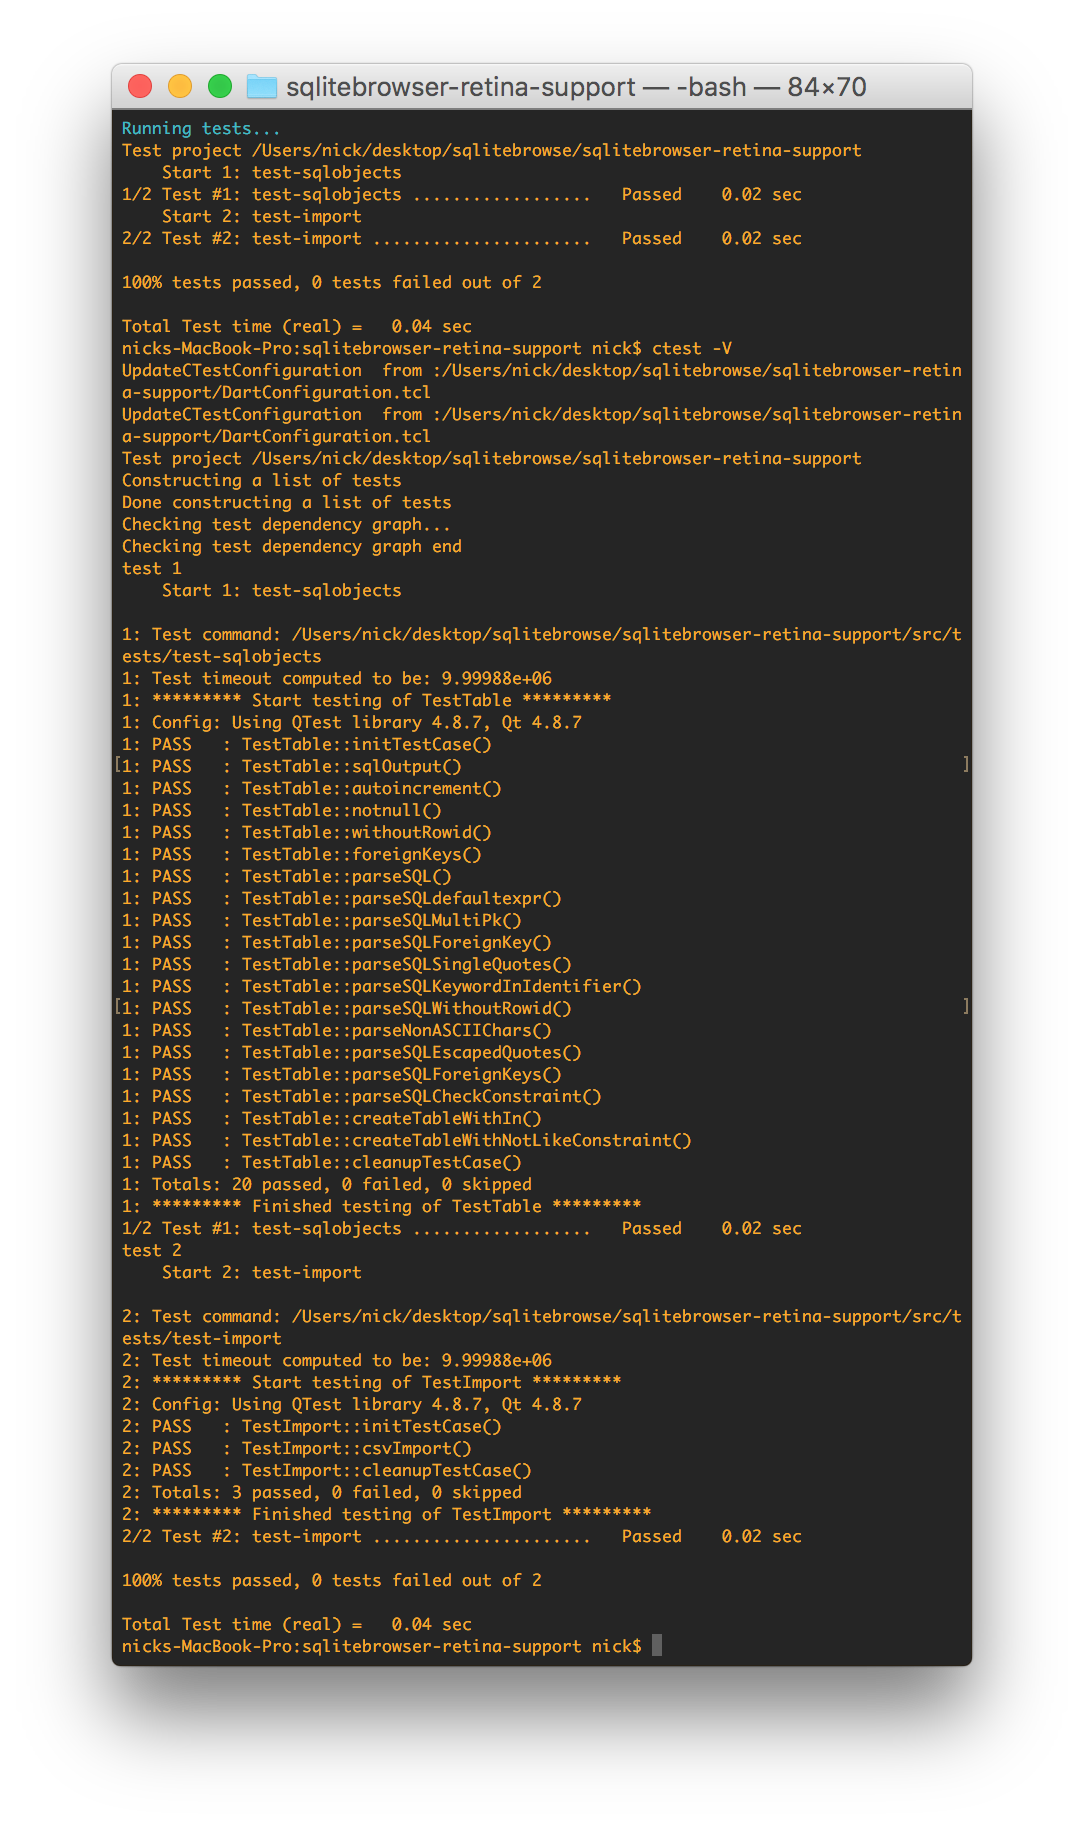 sqlitebrowser-retina-support — -bash — 84×70
Running tests...
Test project /Users/nick/desktop/sqlitebrowse/sqlitebrowser-retina-support
    Start 1: test-sqlobjects
1/2 Test #1: test-sqlobjects ..................   Passed    0.02 sec
    Start 2: test-import
2/2 Test #2: test-import ......................   Passed    0.02 sec

100% tests passed, 0 tests failed out of 2

Total Test time (real) =   0.04 sec
nicks-MacBook-Pro:sqlitebrowser-retina-support nick$ ctest -V
UpdateCTestConfiguration  from :/Users/nick/desktop/sqlitebrowse/sqlitebrowser-retin
a-support/DartConfiguration.tcl
UpdateCTestConfiguration  from :/Users/nick/desktop/sqlitebrowse/sqlitebrowser-retin
a-support/DartConfiguration.tcl
Test project /Users/nick/desktop/sqlitebrowse/sqlitebrowser-retina-support
Constructing a list of tests
Done constructing a list of tests
Checking test dependency graph...
Checking test dependency graph end
test 1
    Start 1: test-sqlobjects

1: Test command: /Users/nick/desktop/sqlitebrowse/sqlitebrowser-retina-support/src/t
ests/test-sqlobjects
1: Test timeout computed to be: 9.99988e+06
1: ********* Start testing of TestTable *********
1: Config: Using QTest library 4.8.7, Qt 4.8.7
1: PASS   : TestTable::initTestCase()
[1: PASS   : TestTable::sqlOutput() ]
1: PASS   : TestTable::autoincrement()
1: PASS   : TestTable::notnull()
1: PASS   : TestTable::withoutRowid()
1: PASS   : TestTable::foreignKeys()
1: PASS   : TestTable::parseSQL()
1: PASS   : TestTable::parseSQLdefaultexpr()
1: PASS   : TestTable::parseSQLMultiPk()
1: PASS   : TestTable::parseSQLForeignKey()
1: PASS   : TestTable::parseSQLSingleQuotes()
1: PASS   : TestTable::parseSQLKeywordInIdentifier()
[1: PASS   : TestTable::parseSQLWithoutRowid() ]
1: PASS   : TestTable::parseNonASCIIChars()
1: PASS   : TestTable::parseSQLEscapedQuotes()
1: PASS   : TestTable::parseSQLForeignKeys()
1: PASS   : TestTable::parseSQLCheckConstraint()
1: PASS   : TestTable::createTableWithIn()
1: PASS   : TestTable::createTableWithNotLikeConstraint()
1: PASS   : TestTable::cleanupTestCase()
1: Totals: 20 passed, 0 failed, 0 skipped
1: ********* Finished testing of TestTable *********
1/2 Test #1: test-sqlobjects ..................   Passed    0.02 sec
test 2
    Start 2: test-import

2: Test command: /Users/nick/desktop/sqlitebrowse/sqlitebrowser-retina-support/src/t
ests/test-import
2: Test timeout computed to be: 9.99988e+06
2: ********* Start testing of TestImport *********
2: Config: Using QTest library 4.8.7, Qt 4.8.7
2: PASS   : TestImport::initTestCase()
2: PASS   : TestImport::csvImport()
2: PASS   : TestImport::cleanupTestCase()
2: Totals: 3 passed, 0 failed, 0 skipped
2: ********* Finished testing of TestImport *********
2/2 Test #2: test-import ......................   Passed    0.02 sec

100% tests passed, 0 tests failed out of 2

Total Test time (real) =   0.04 sec
nicks-MacBook-Pro:sqlitebrowser-retina-support nick$